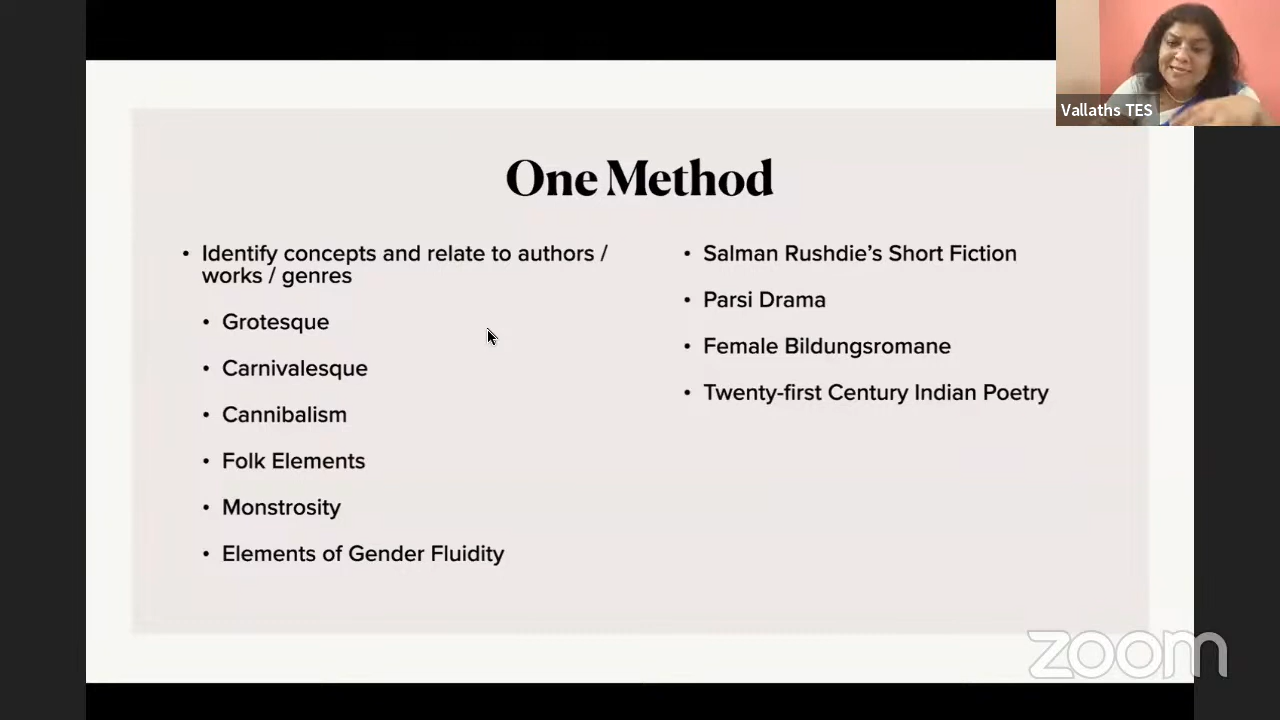 Vallaths TES
One Method
• Identify concepts and relate to authors /
works / genres
• Grotesque
• Carnivalesque
• Cannibalism
• Folk Elements
• Monstrosity
• Elements of Gender Fluidity
• Salman Rushdie's Short Fiction
• Parsi Drama
• Female Bildungsromane
• Twenty-first Century Indian Poetry
zoom